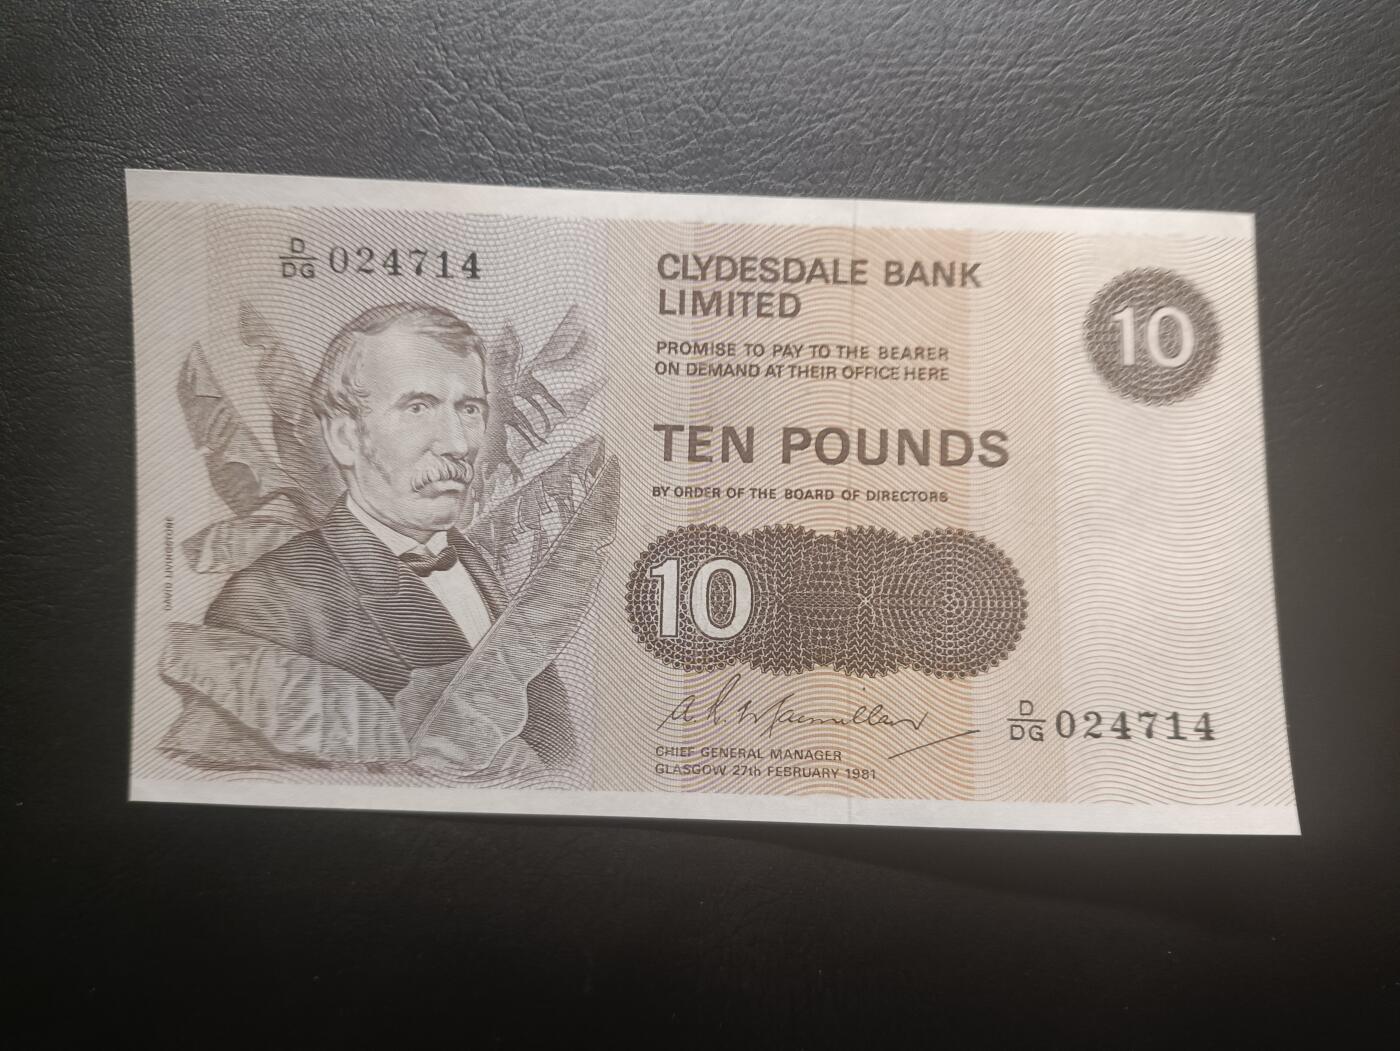 D/DG 024714
CLYDESDALE BANK
LIMITED
10
PROMISE TO PAY TO THE BEARER
ON DEMAND AT THEIR OFFICE HERE
TEN POUNDS
BY ORDER OF THE BOARD OF DIRECTORS
DAVID LIVINGSTONE
10
A. R. Macmillan
D/DG 024714
CHIEF GENERAL MANAGER
GLASGOW 27th FEBRUARY 1981